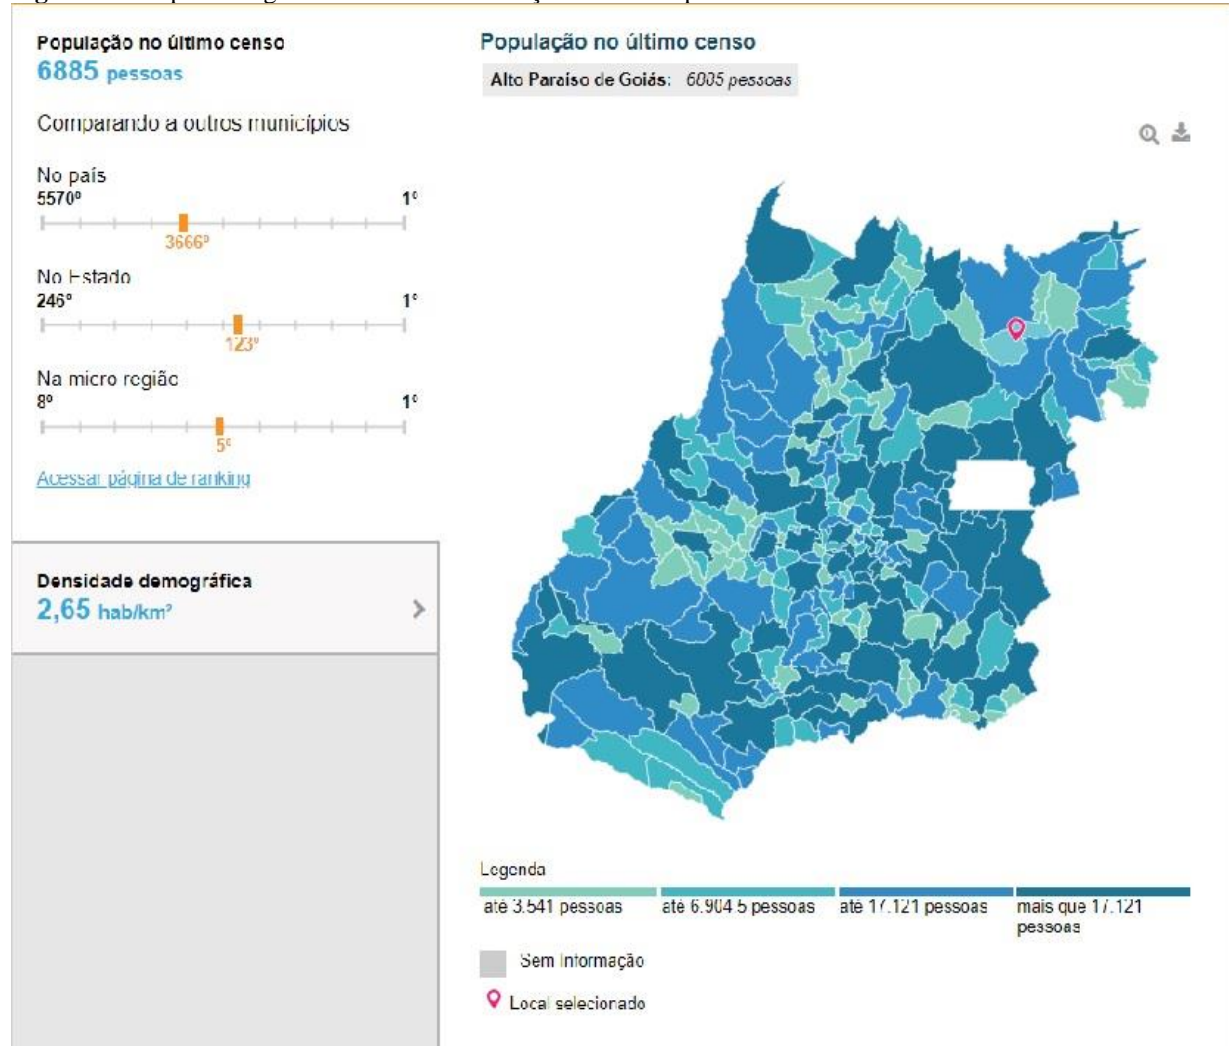 População no último censo
6885 pessoas
Comparando a outros municípios
No país
5570º 1º
3666º
No Estado
246º 1º
123º
Na micro região
8º 1º
5º
Acessar página de ranking
Densidade demográfica
2,65 hab/km²
População no último censo
Alto Paraíso de Goiás: 6885 pessoas
Legenda
até 3.541 pessoas
até 6.904,5 pessoas
até 17.121 pessoas
mais que 17.121
pessoas
Sem Informação
Local selecionado